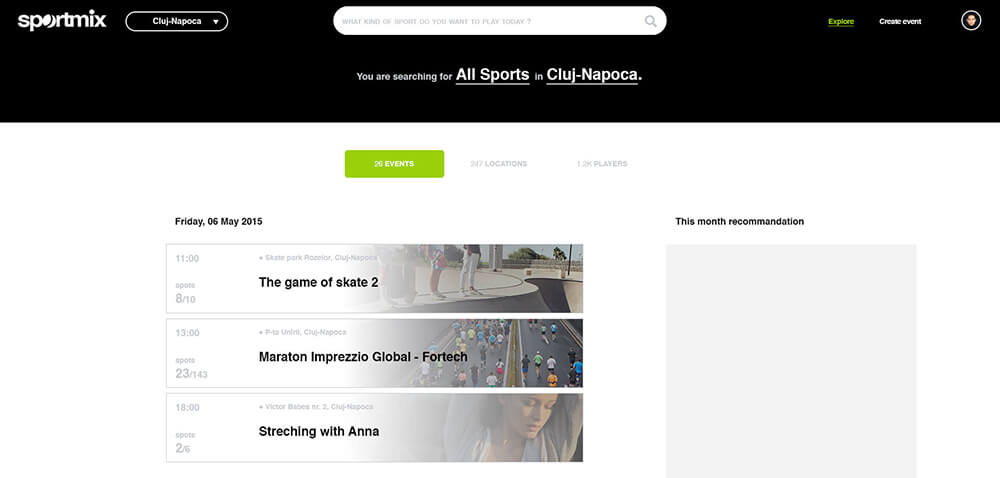 sportmix
Cluj-Napoca
WHAT KIND OF SPORT DO YOU WANT TO PLAY TODAY ?
Explore
Create event
You are searching for All Sports in Cluj-Napoca.
26 EVENTS
247 LOCATIONS
1.2K PLAYERS
Friday, 06 May 2015
This month recommandation
11:00
Skate park Rozelor, Cluj-Napoca
The game of skate 2
spots
8/10
13:00
P-ta Unirii, Cluj-Napoca
Maraton Imprezzio Global - Fortech
spots
23/143
18:00
Victor Babes nr. 2, Cluj-Napoca
Streching with Anna
spots
2/6